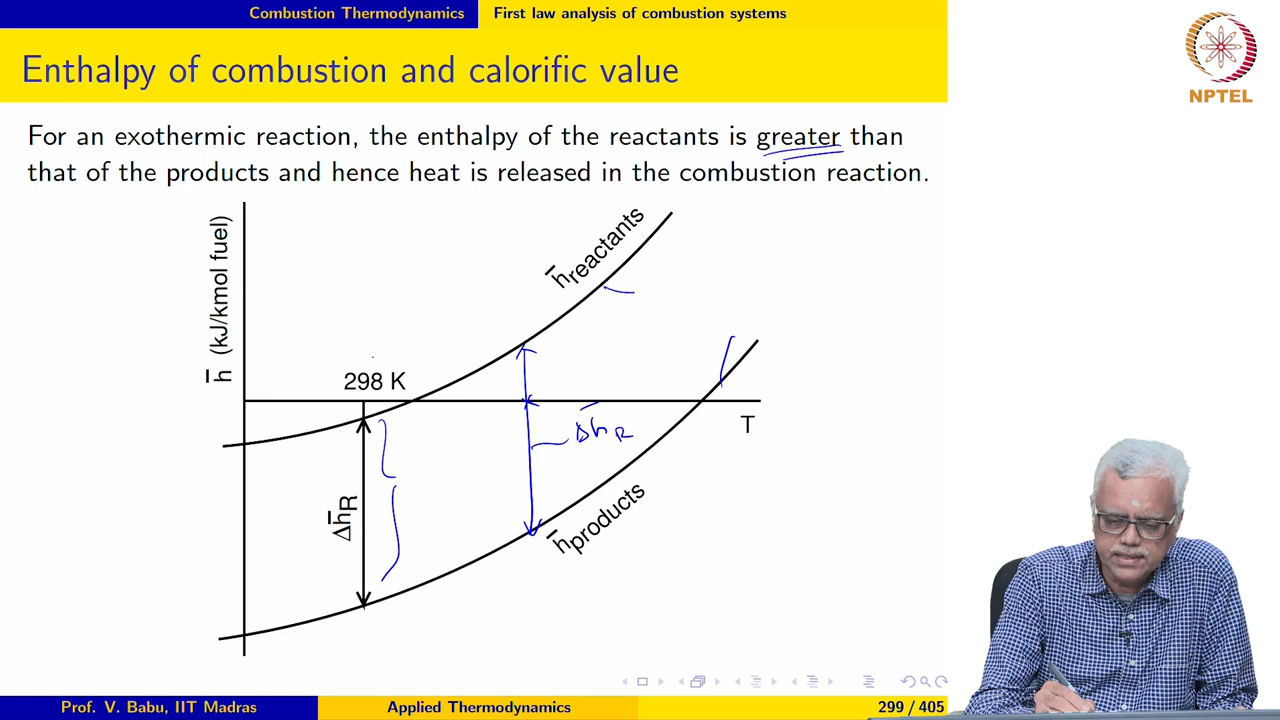 Combustion Thermodynamics First law analysis of combustion systems
Enthalpy of combustion and calorific value
NPTEL
For an exothermic reaction, the enthalpy of the reactants is greater than
that of the products and hence heat is released in the combustion reaction.
h̄ (kJ/kmol fuel)
h̄reactants
298 K
T
Δh̄R
Δh̄R
h̄products
Prof. V. Babu, IIT Madras Applied Thermodynamics 299 / 405